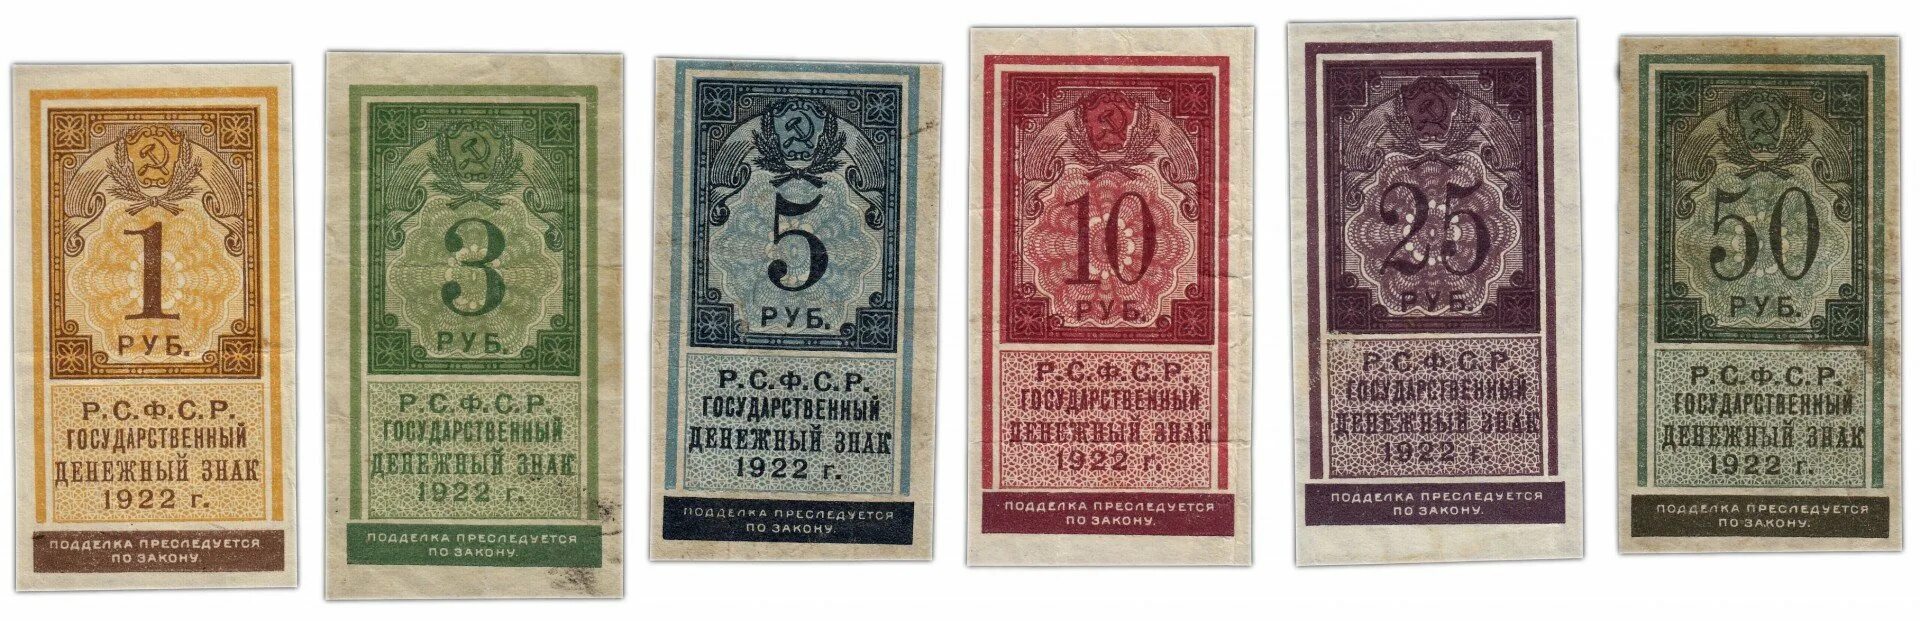 1
РУБ.
Р.С.Ф.С.Р.
ГОСУДАРСТВЕННЫЙ
ДЕНЕЖНЫЙ ЗНАК
1922 г.
ПОДДЕЛКА ПРЕСЛЕДУЕТСЯ
ПО ЗАКОНУ.
3
РУБ.
Р.С.Ф.С.Р.
ГОСУДАРСТВЕННЫЙ
ДЕНЕЖНЫЙ ЗНАК
1922 г.
ПОДДЕЛКА ПРЕСЛЕДУЕТСЯ
ПО ЗАКОНУ.
5
РУБ.
Р.С.Ф.С.Р.
ГОСУДАРСТВЕННЫЙ
ДЕНЕЖНЫЙ ЗНАК
1922 г.
ПОДДЕЛКА ПРЕСЛЕДУЕТСЯ
ПО ЗАКОНУ.
10
РУБ.
Р.С.Ф.С.Р.
ГОСУДАРСТВЕННЫЙ
ДЕНЕЖНЫЙ ЗНАК
1922 г.
ПОДДЕЛКА ПРЕСЛЕДУЕТСЯ
ПО ЗАКОНУ.
25
РУБ.
Р.С.Ф.С.Р.
ГОСУДАРСТВЕННЫЙ
ДЕНЕЖНЫЙ ЗНАК
1922 г.
ПОДДЕЛКА ПРЕСЛЕДУЕТСЯ
ПО ЗАКОНУ.
50
РУБ.
Р.С.Ф.С.Р.
ГОСУДАРСТВЕННЫЙ
ДЕНЕЖНЫЙ ЗНАК
1922 г.
ПОДДЕЛКА ПРЕСЛЕДУЕТСЯ
ПО ЗАКОНУ.